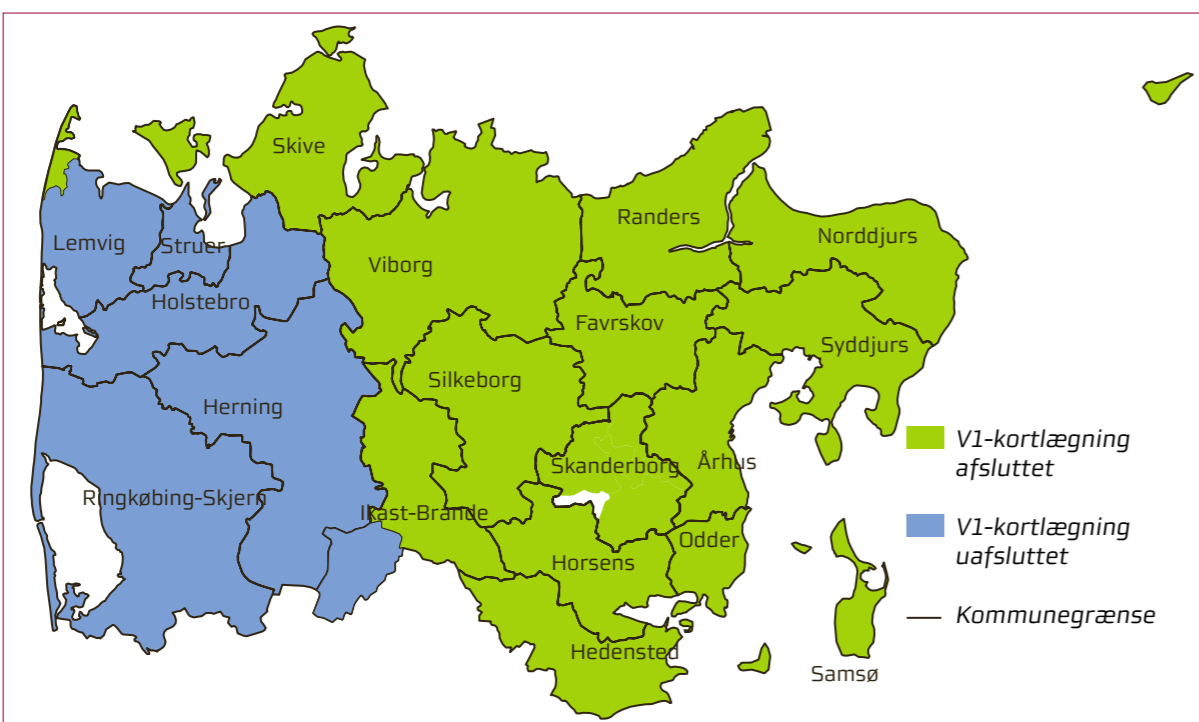 Skive
Randers
Norddjurs
Lemvig
Struer
Viborg
Holstebro
Favrskov
Syddjurs
Silkeborg
Herning
Skanderborg
Århus
Ringkøbing-Skjern
Ikast-Brande
Odder
Horsens
Hedensted
Samsø
V1-kortlægning
afsluttet
V1-kortlægning
uafsluttet
Kommunegrænse